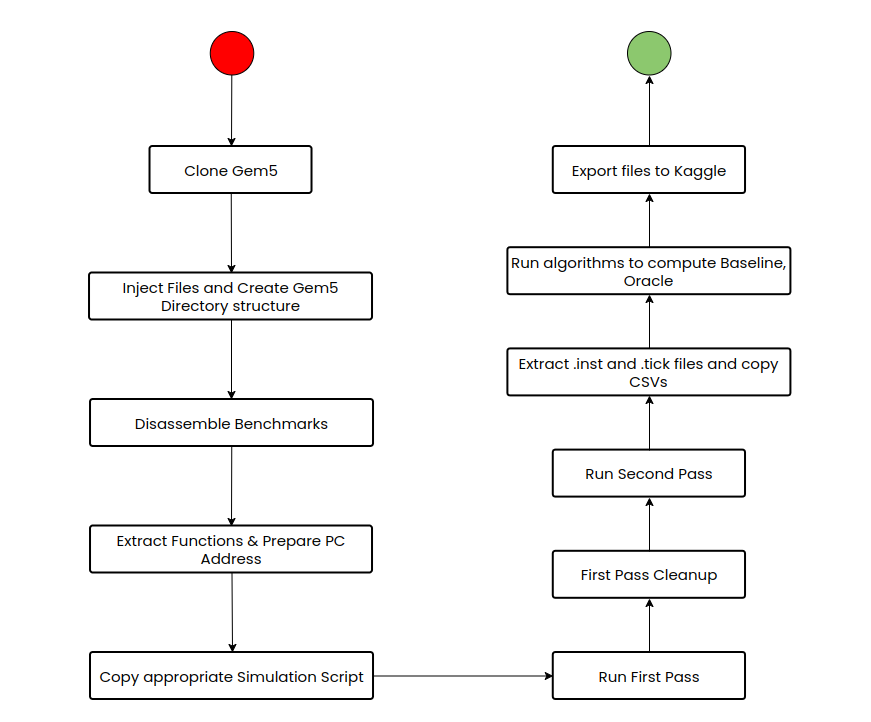 Clone Gem5
Inject Files and Create Gem5
Directory structure
Disassemble Benchmarks
Extract Functions & Prepare PC
Address
Copy appropriate Simulation Script
Run First Pass
First Pass Cleanup
Run Second Pass
Extract .inst and .tick files and copy
CSVs
Run algorithms to compute Baseline,
Oracle
Export files to Kaggle